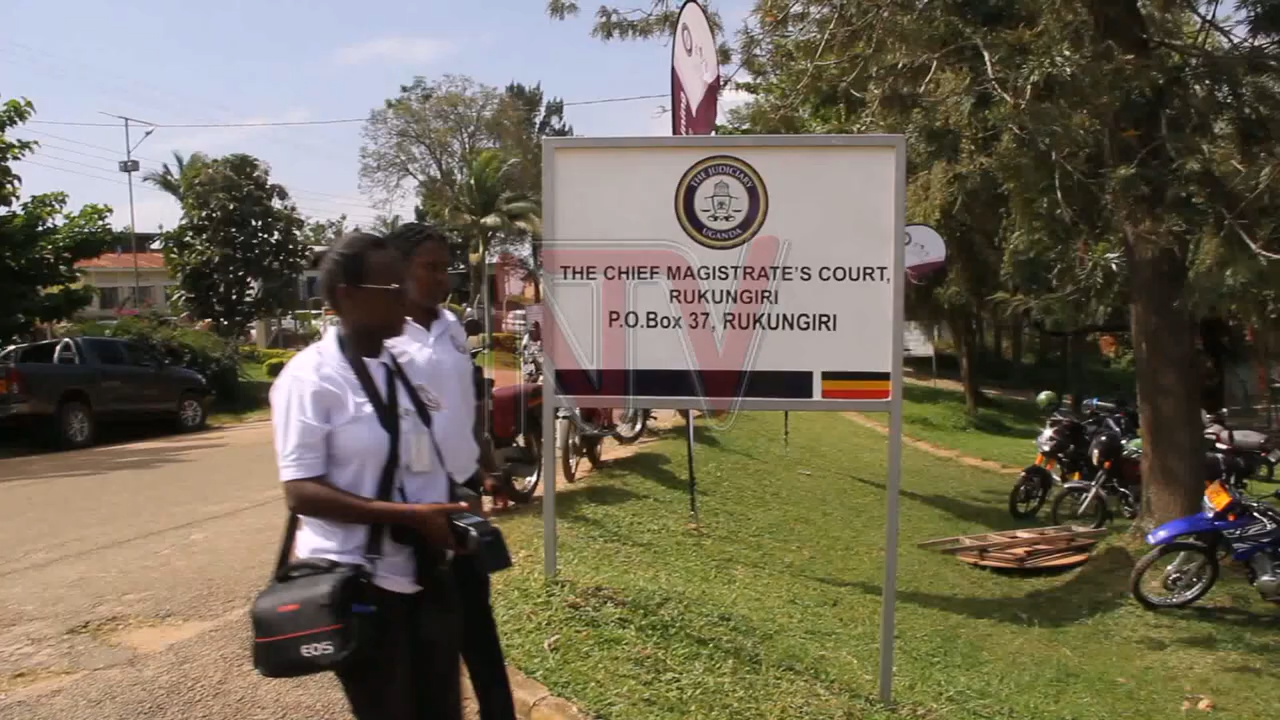 THE JUDICIARY
UGANDA
THE CHIEF MAGISTRATE'S COURT,
RUKUNGIRI
P.O.Box 37, RUKUNGIRI
NTV
EOS